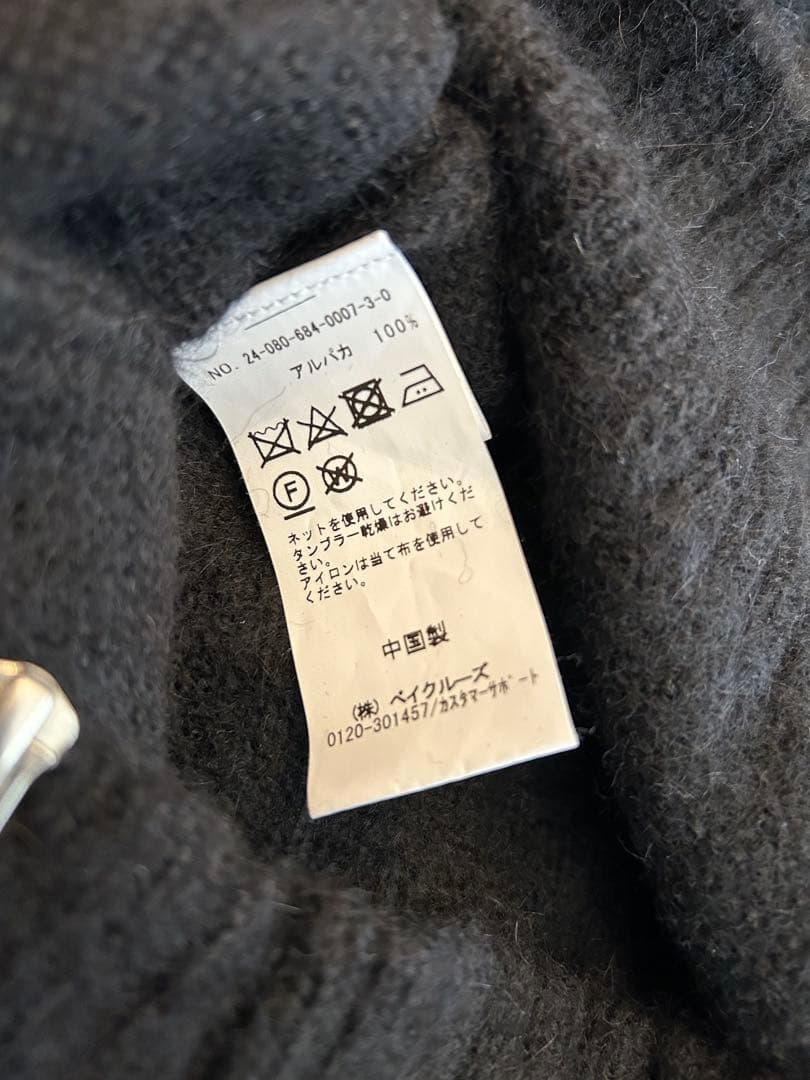 NO. 24-080-684-0007-3-0
アルパカ 100%
F W
ネットを使用してください。
タンブラー乾燥はお避けくだ
さい。
アイロンは当て布を使用して
ください。
中国製
(株) ベイクルーズ
0120-301457/カスタマーサポート